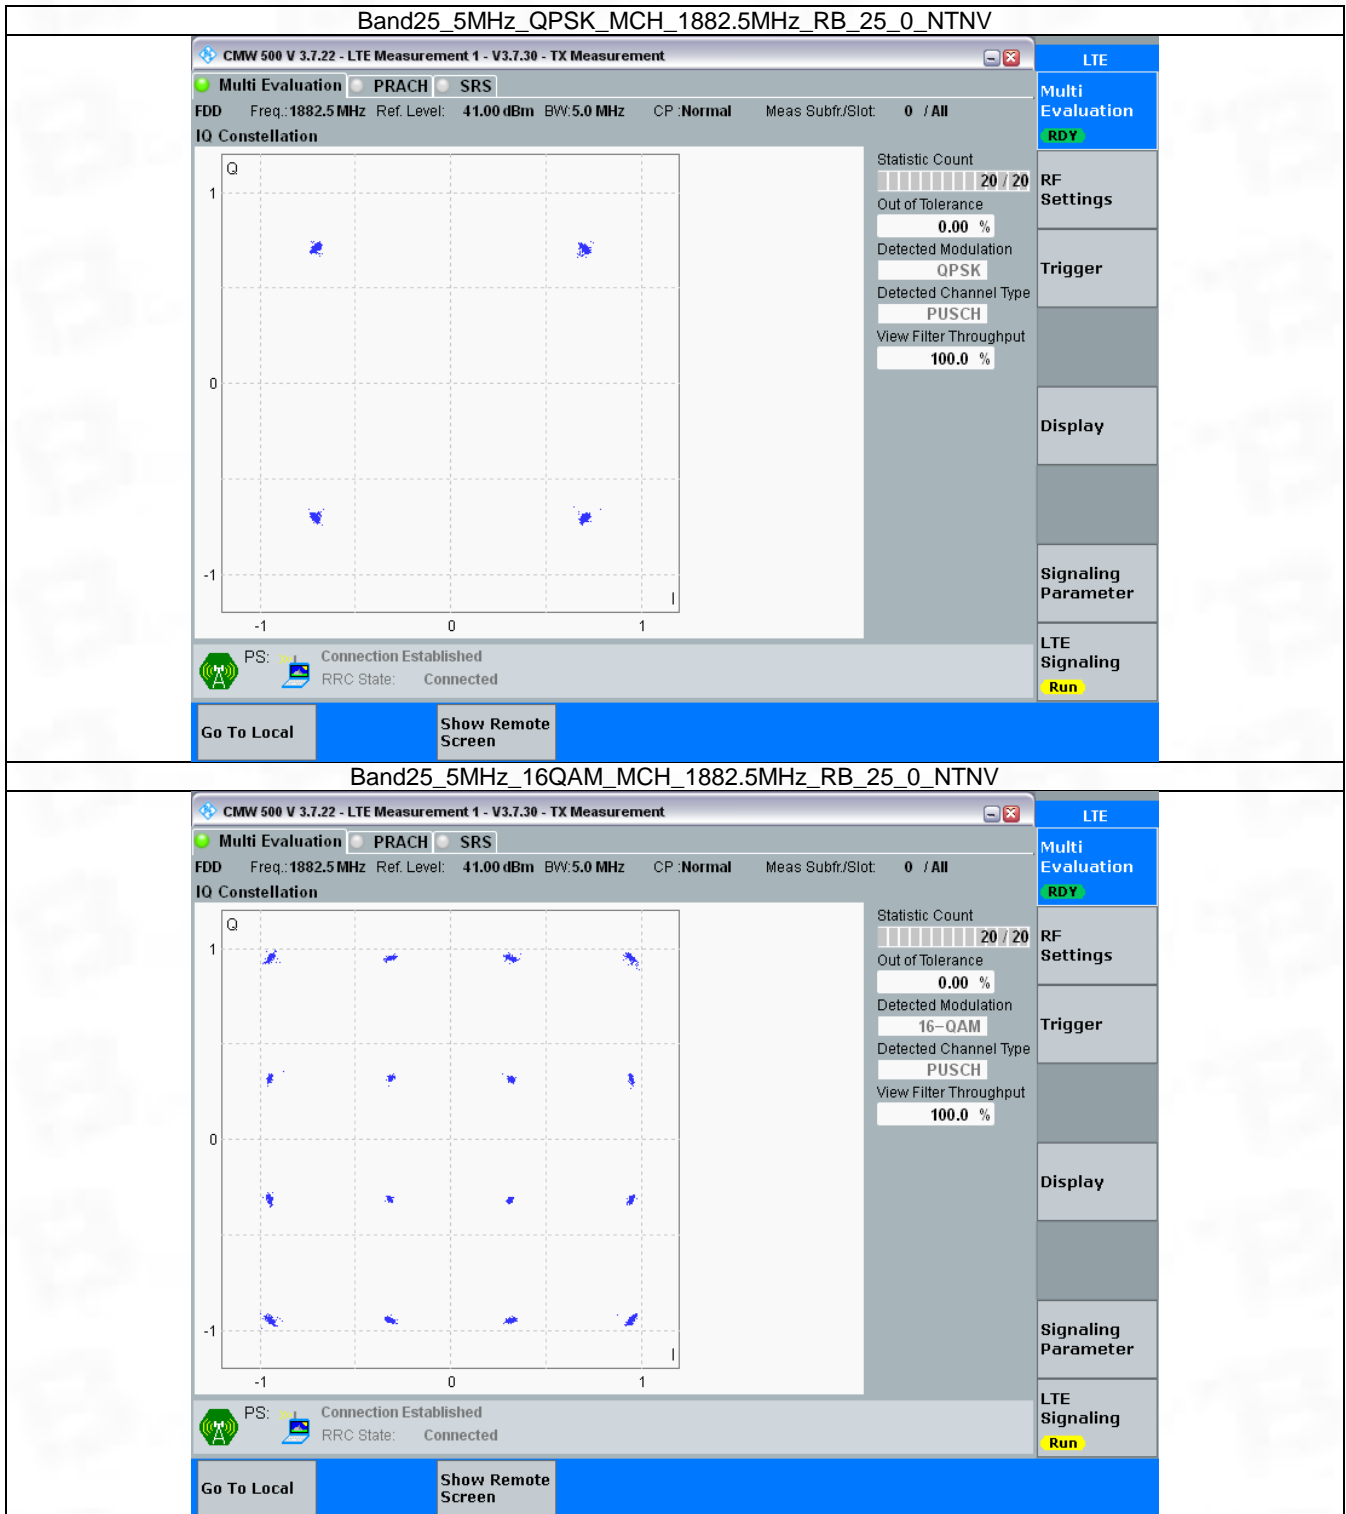 Band25_5MHz_QPSK_MCH_1882.5MHz_RB_25_0_NTNV
CMW 500 V 3.7.22 - LTE Measurement 1 - V3.7.30 - TX Measurement
LTE
Multi Evaluation PRACH SRS
Multi
Evaluation
RDY
FDD Freq.: 1882.5 MHz Ref. Level: 41.00 dBm BW: 5.0 MHz CP : Normal Meas Subfr./Slot: 0 / All
IQ Constellation
Q
1
0
-1
I
-1 0 1
Statistic Count
20 / 20
Out of Tolerance
0.00 %
Detected Modulation
QPSK
Detected Channel Type
PUSCH
View Filter Throughput
100.0 %
RF
Settings
Trigger
Display
Signaling
Parameter
LTE
Signaling
Run
PS: Connection Established
RRC State: Connected
Go To Local
Show Remote
Screen
Band25_5MHz_16QAM_MCH_1882.5MHz_RB_25_0_NTNV
CMW 500 V 3.7.22 - LTE Measurement 1 - V3.7.30 - TX Measurement
LTE
Multi Evaluation PRACH SRS
Multi
Evaluation
RDY
FDD Freq.: 1882.5 MHz Ref. Level: 41.00 dBm BW: 5.0 MHz CP : Normal Meas Subfr./Slot: 0 / All
IQ Constellation
Q
1
0
-1
I
-1 0 1
Statistic Count
20 / 20
Out of Tolerance
0.00 %
Detected Modulation
16-QAM
Detected Channel Type
PUSCH
View Filter Throughput
100.0 %
RF
Settings
Trigger
Display
Signaling
Parameter
LTE
Signaling
Run
PS: Connection Established
RRC State: Connected
Go To Local
Show Remote
Screen